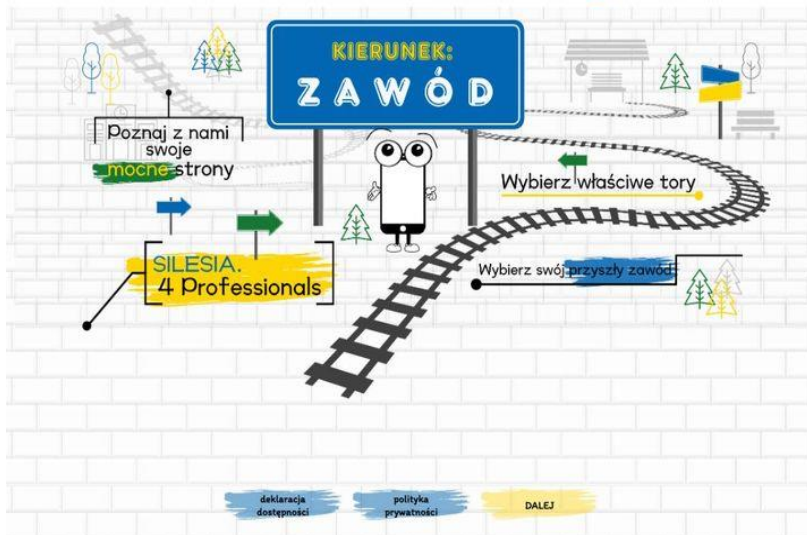 KIERUNEK:
ZAWÓD
Poznaj z nami
swoje
mocne strony
Wybierz właściwe tory
SILESIA.
4 Professionals
Wybierz swój przyszły zawód
deklaracja
dostępności
polityka
prywatności
DALEJ